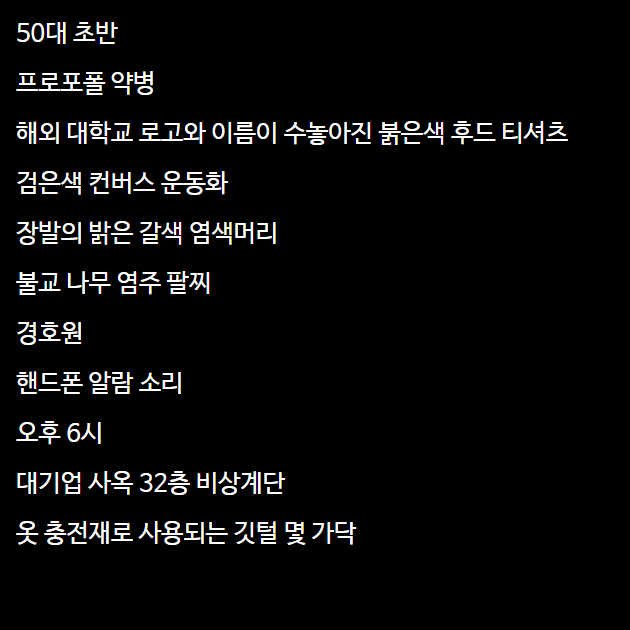 50대 초반
프로포폴 약병
해외 대학교 로고와 이름이 수놓아진 붉은색 후드 티셔츠
검은색 컨버스 운동화
장발의 밝은 갈색 염색머리
불교 나무 염주 팔찌
경호원
핸드폰 알람 소리
오후 6시
대기업 사옥 32층 비상계단
옷 충전재로 사용되는 깃털 몇 가닥